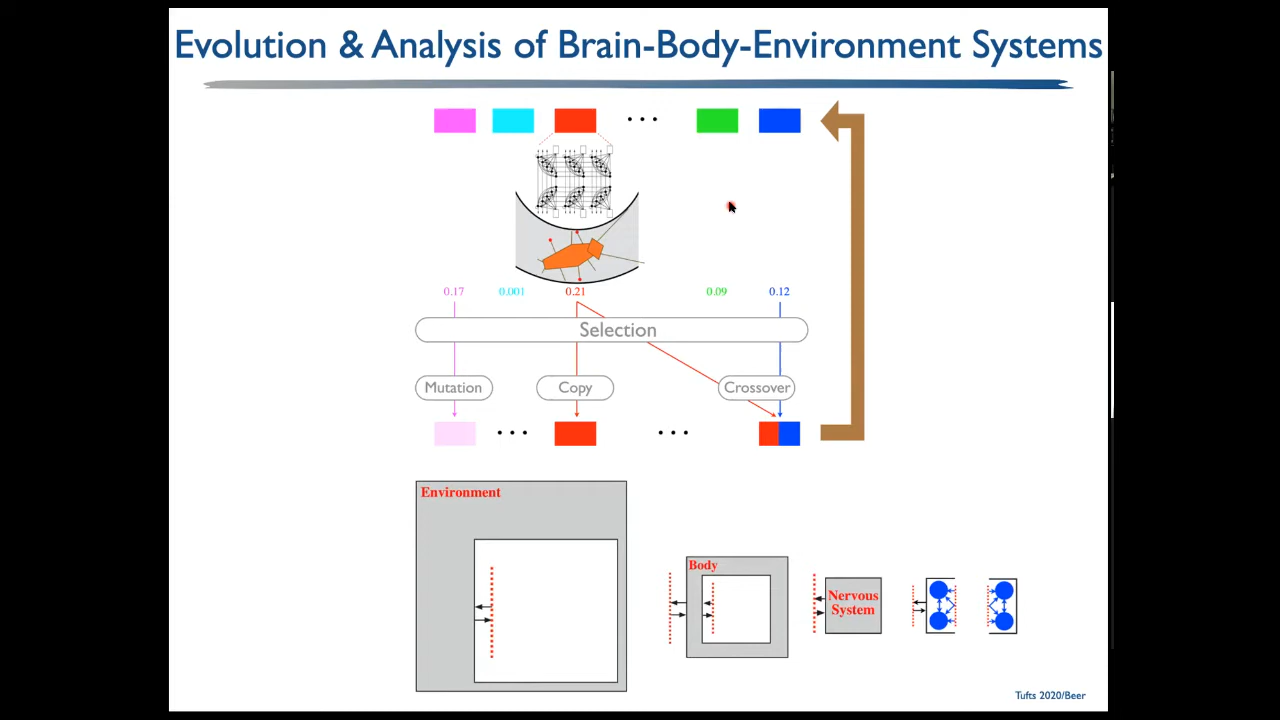 Evolution & Analysis of Brain-Body-Environment Systems
0.17 0.001 0.21 0.09 0.12
Selection
Mutation Copy Crossover
Environment
Body
Nervous
System
Tufts 2020/Beer